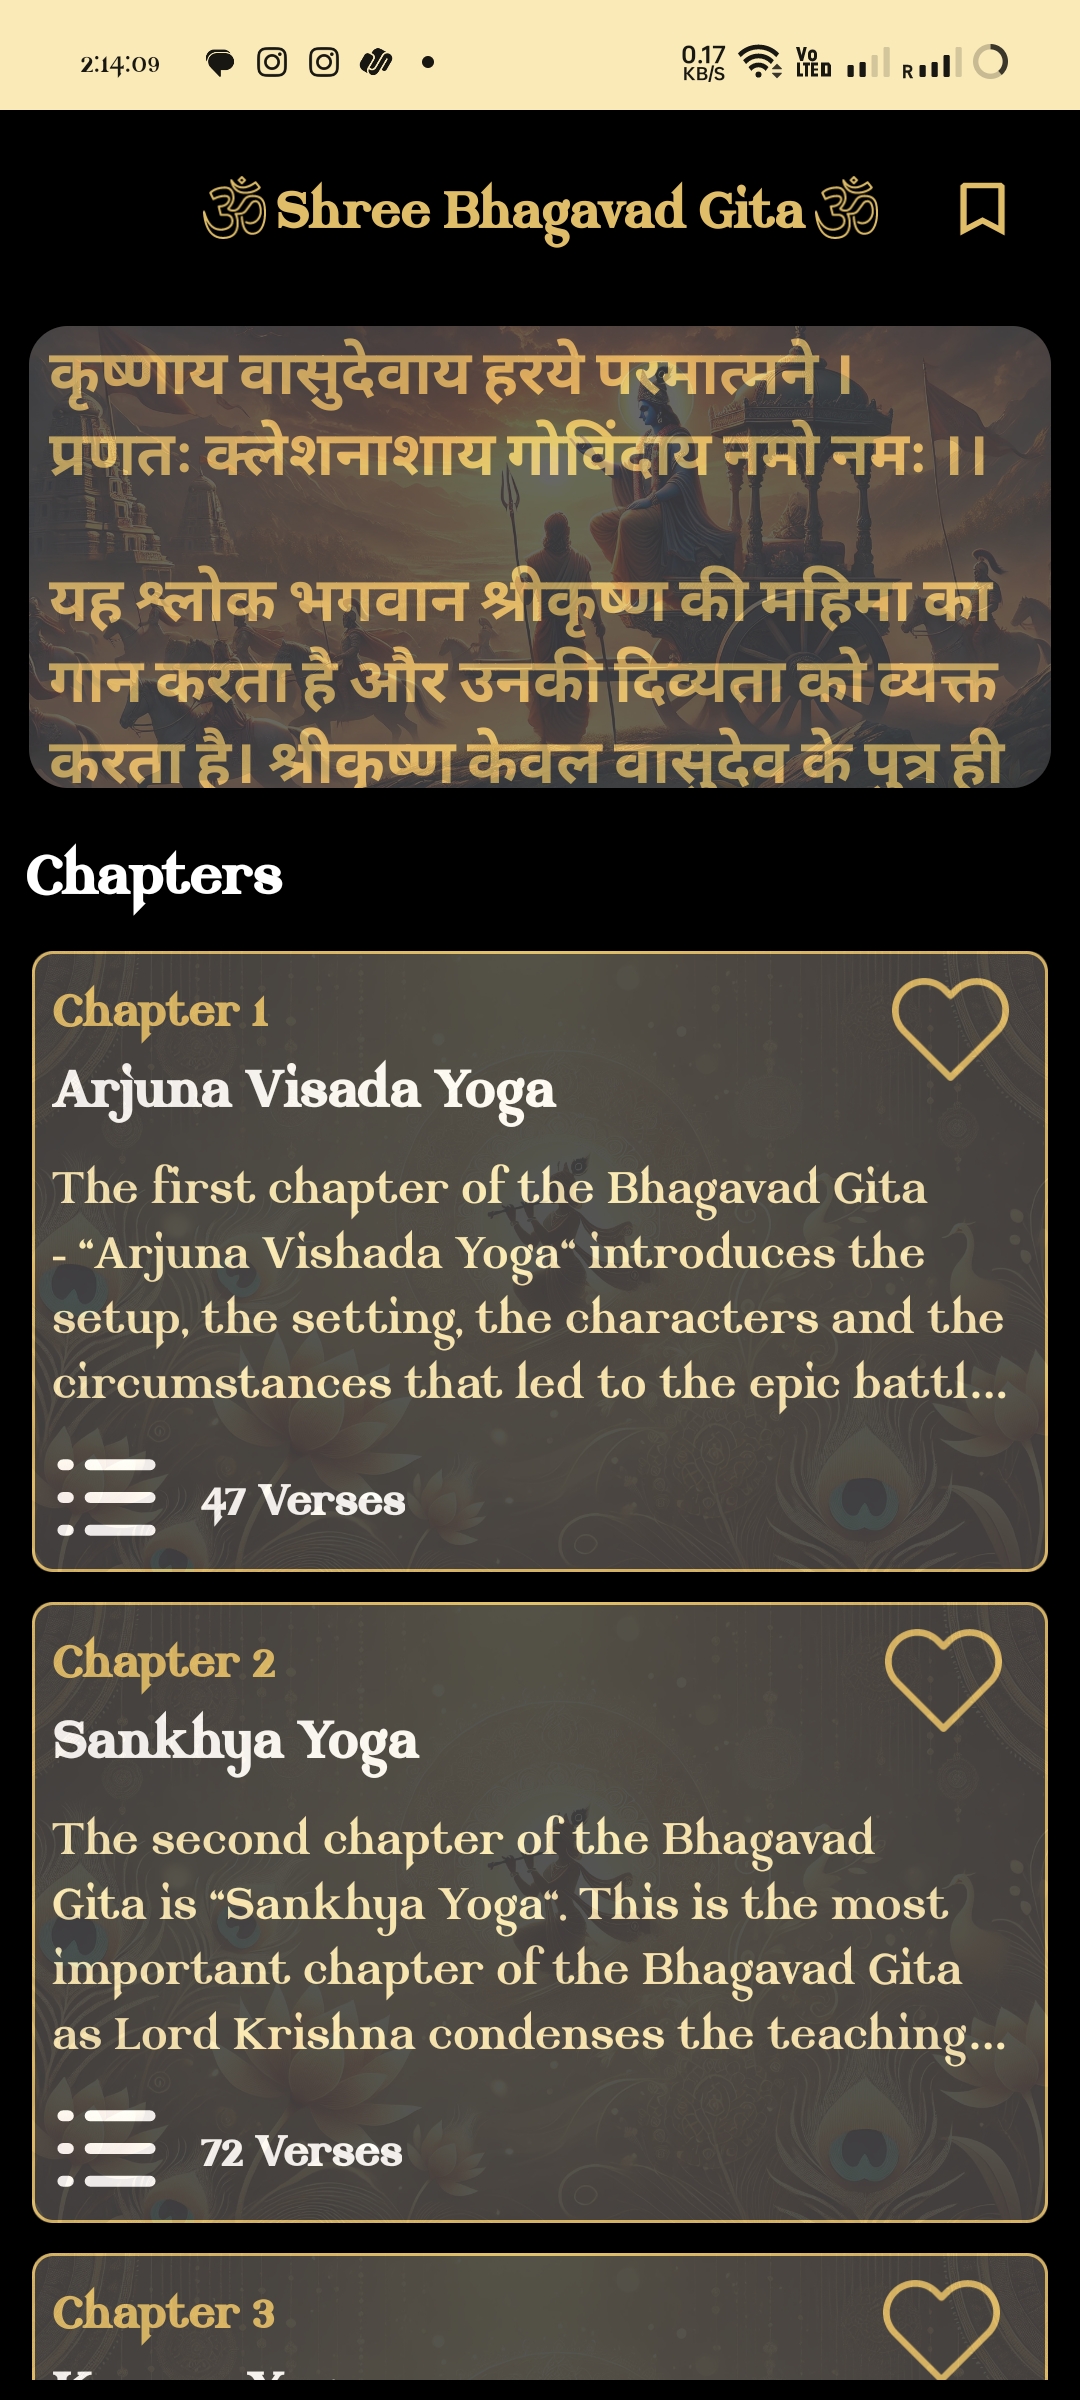 2:14:09
0.17 KB/S Vo LTE D R
ॐ Shree Bhagavad Gita ॐ
कृष्णाय वासुदेवाय हरये परमात्मने ।
प्रणतः क्लेशनाशाय गोविंदाय नमो नमः ।।
यह श्लोक भगवान श्रीकृष्ण की महिमा का
गान करता है और उनकी दिव्यता को व्यक्त
करता है। श्रीकृष्ण केवल वासुदेव के पुत्र ही
Chapters
Chapter 1
Arjuna Visada Yoga
The first chapter of the Bhagavad Gita
- “Arjuna Vishada Yoga“ introduces the
setup, the setting, the characters and the
circumstances that led to the epic battl...
47 Verses
Chapter 2
Sankhya Yoga
The second chapter of the Bhagavad
Gita is “Sankhya Yoga“. This is the most
important chapter of the Bhagavad Gita
as Lord Krishna condenses the teaching...
72 Verses
Chapter 3